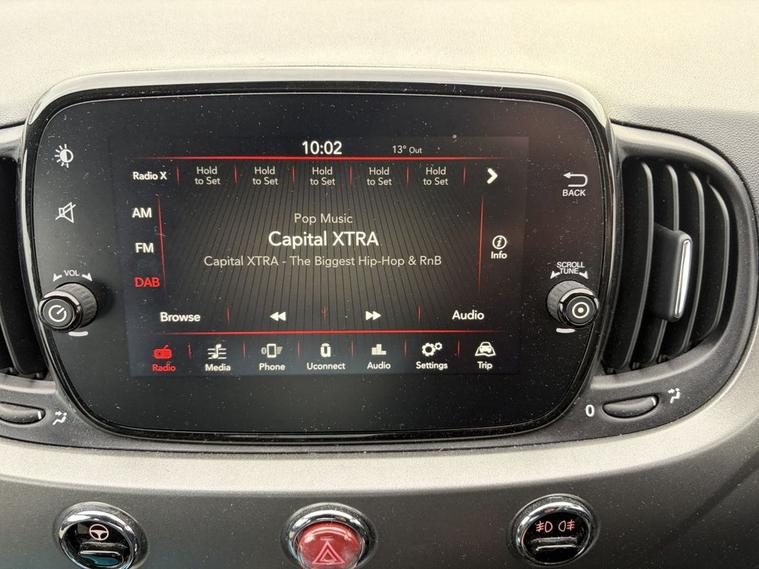 10:02
13° Out
Radio X
Hold to Set
Hold to Set
Hold to Set
Hold to Set
Hold to Set
BACK
AM
Pop Music
Capital XTRA
FM
Info
Capital XTRA - The Biggest Hip-Hop & RnB
DAB
VOL
SCROLL
TUNE
Browse
Audio
Radio
Media
Phone
Uconnect
Audio
Settings
Trip
0